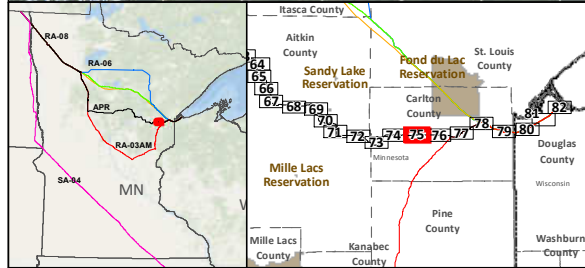 RA-08
RA-06
APR
RA-03AM
SA-04
MN
Itasca County
Aitkin
County
St. Louis
County
Fond du Lac
Reservation
Sandy Lake
Reservation
Carlton
County
64
65
66
67
68
69
70
71
72
73
74
75
76
77
78
79
80
81
82
Minnesota
Douglas
County
Wisconsin
Mille Lacs
Reservation
Pine
County
Mille Lacs
County
Kanabec
County
Washburn
County